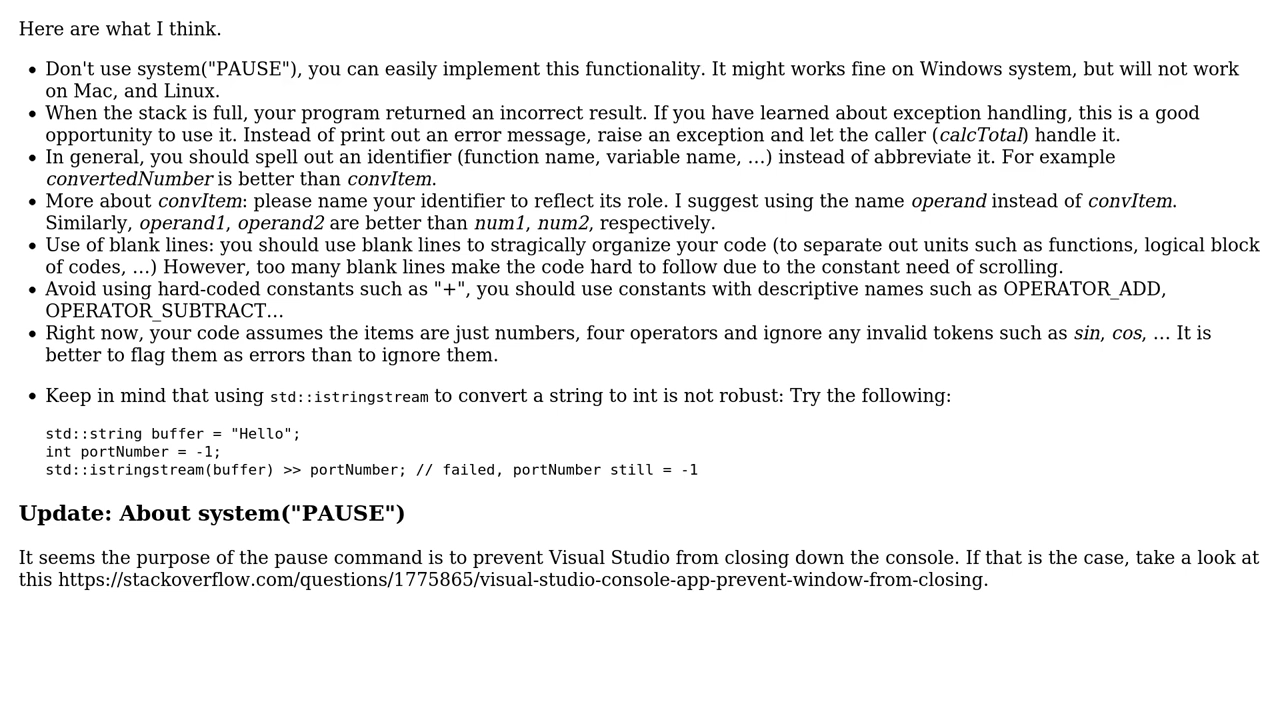 Here are what I think.
• Don't use system("PAUSE"), you can easily implement this functionality. It might works fine on Windows system, but will not work
on Mac, and Linux.
• When the stack is full, your program returned an incorrect result. If you have learned about exception handling, this is a good
opportunity to use it. Instead of print out an error message, raise an exception and let the caller (calcTotal) handle it.
• In general, you should spell out an identifier (function name, variable name, ...) instead of abbreviate it. For example
convertedNumber is better than convItem.
• More about convItem: please name your identifier to reflect its role. I suggest using the name operand instead of convItem.
Similarly, operand1, operand2 are better than num1, num2, respectively.
• Use of blank lines: you should use blank lines to stragically organize your code (to separate out units such as functions, logical block
of codes, ...) However, too many blank lines make the code hard to follow due to the constant need of scrolling.
• Avoid using hard-coded constants such as "+", you should use constants with descriptive names such as OPERATOR_ADD,
OPERATOR_SUBTRACT...
• Right now, your code assumes the items are just numbers, four operators and ignore any invalid tokens such as sin, cos, ... It is
better to flag them as errors than to ignore them.
• Keep in mind that using std::istringstream to convert a string to int is not robust: Try the following:
std::string buffer = "Hello";
int portNumber = -1;
std::istringstream(buffer) >> portNumber; // failed, portNumber still = -1
Update: About system("PAUSE")
It seems the purpose of the pause command is to prevent Visual Studio from closing down the console. If that is the case, take a look at
this https://stackoverflow.com/questions/1775865/visual-studio-console-app-prevent-window-from-closing.